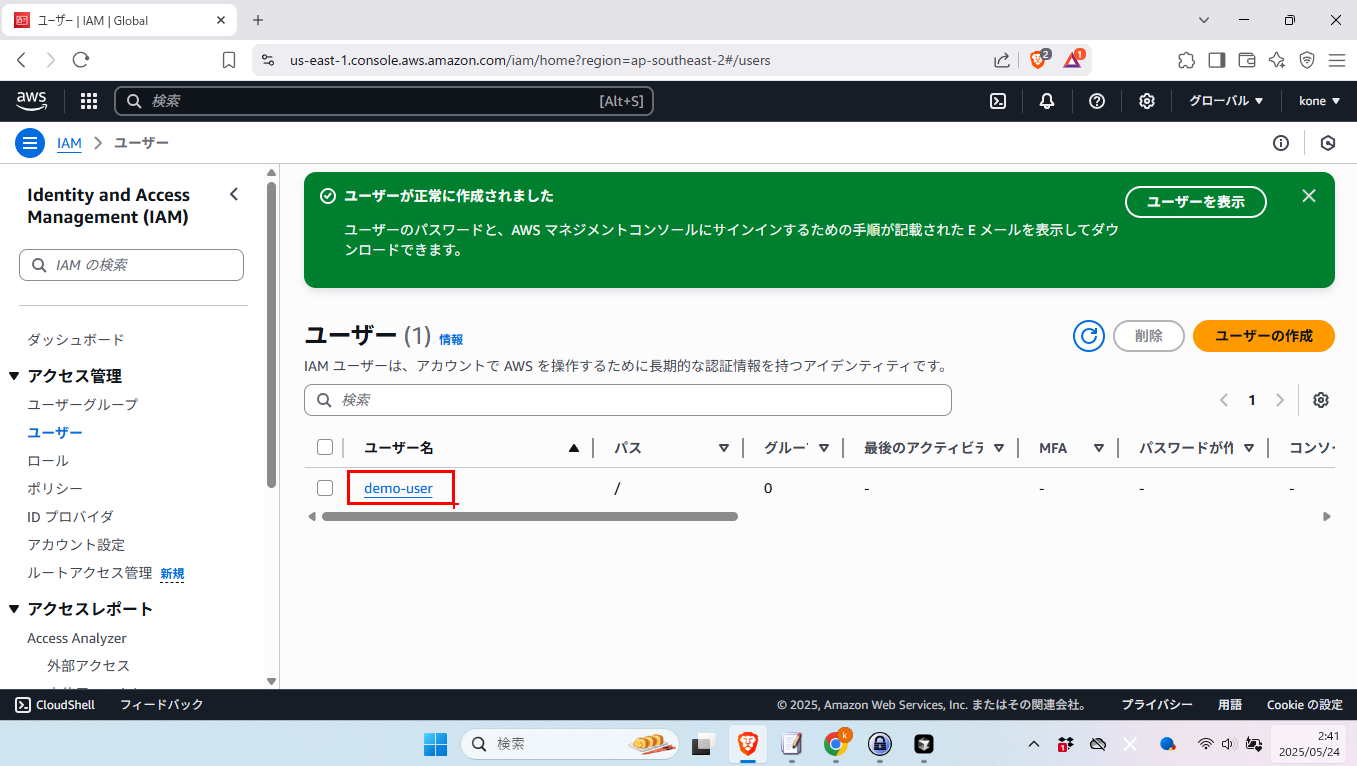 ユーザー | IAM | Global
us-east-1.console.aws.amazon.com/iam/home?region=ap-southeast-2#/users
2
1
aws
検索
[Alt+S]
グローバル
kone
IAM
ユーザー
Identity and Access
Management (IAM)
IAM の検索
ダッシュボード
アクセス管理
ユーザーグループ
ユーザー
ロール
ポリシー
ID プロバイダ
アカウント設定
ルートアクセス管理 新規
アクセスレポート
Access Analyzer
外部アクセス
ユーザーが正常に作成されました
ユーザーを表示
ユーザーのパスワードと、AWS マネジメントコンソールにサインインするための手順が記載された E メールを表示してダウ
ンロードできます。
ユーザー (1) 情報
削除
ユーザーの作成
IAM ユーザーは、アカウントで AWS を操作するために長期的な認証情報を持つアイデンティティです。
検索
1
ユーザー名 パス グルー 最後のアクティビテ MFA パスワードが作 コンソー
demo-user / 0 - - - -
CloudShell フィードバック
© 2025, Amazon Web Services, Inc. またはその関連会社。 プライバシー 用語 Cookie の設定
検索
k
1
2:41
2025/05/24